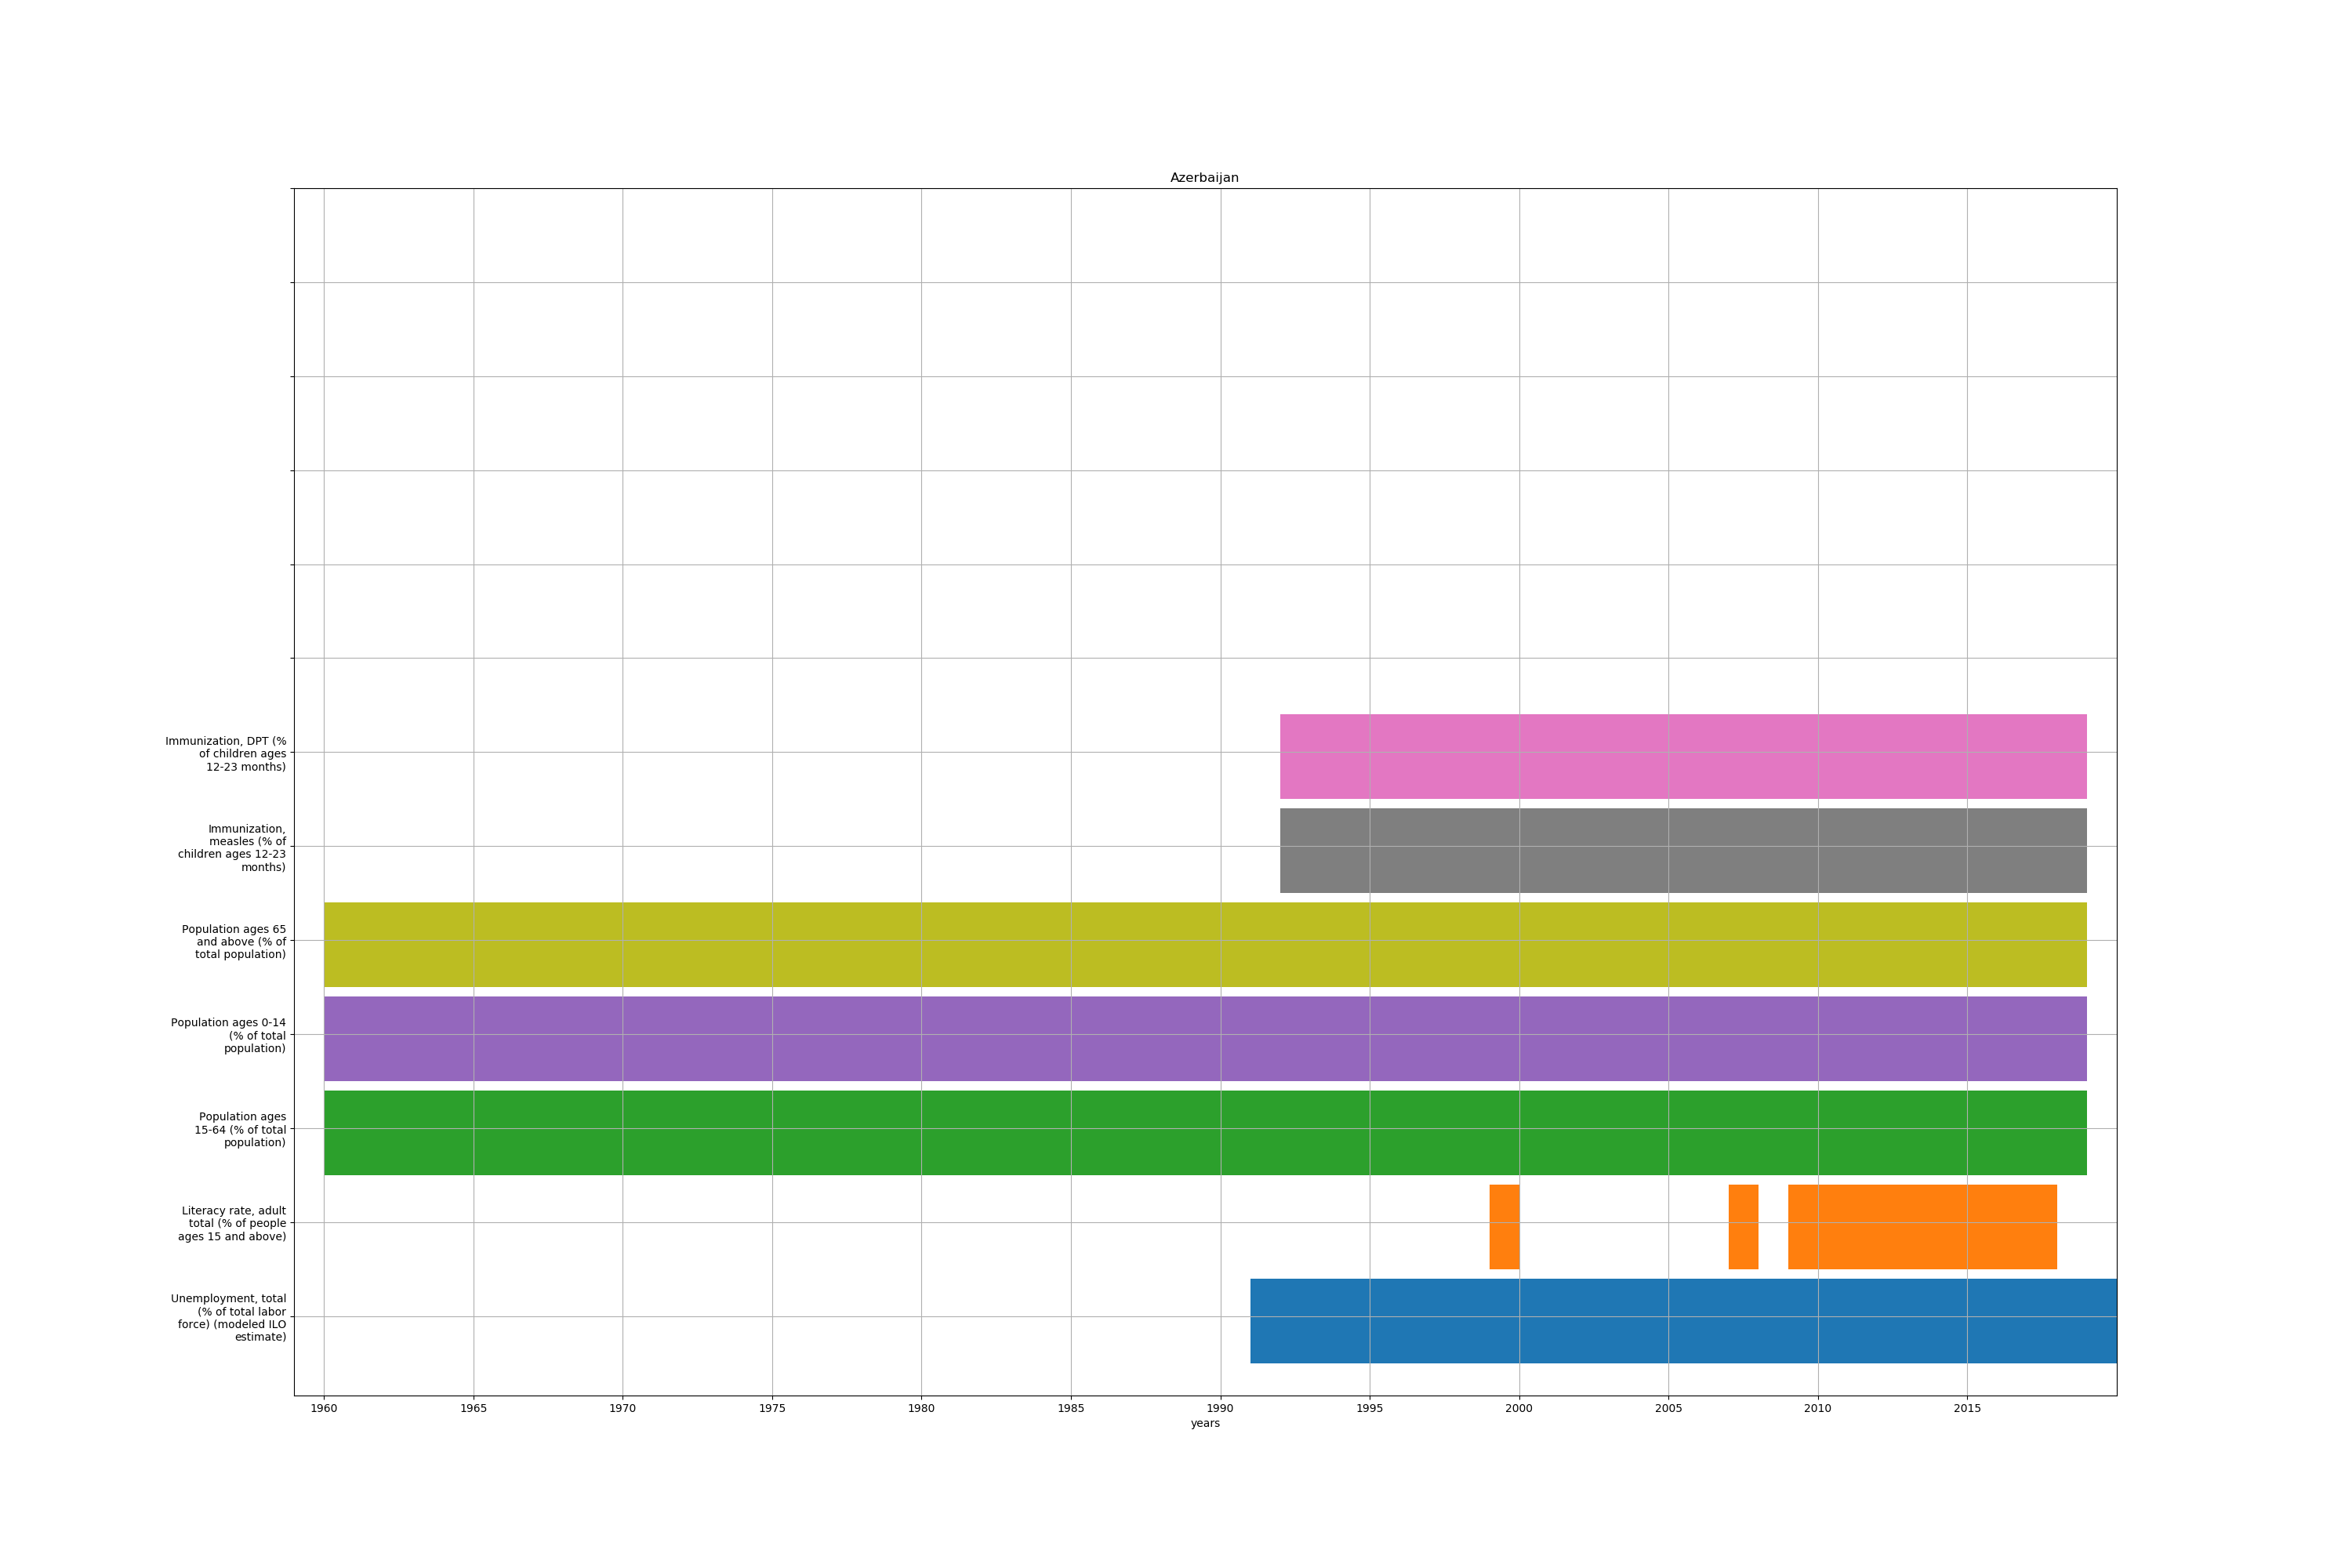 Azerbaijan
Immunization, DPT (%
of children ages
12-23 months)
Immunization,
measles (% of
children ages 12-23
months)
Population ages 65
and above (% of
total population)
Population ages 0-14
(% of total
population)
Population ages
15-64 (% of total
population)
Literacy rate, adult
total (% of people
ages 15 and above)
Unemployment, total
(% of total labor
force) (modeled ILO
estimate)
1960 1965 1970 1975 1980 1985 1990 1995 2000 2005 2010 2015
years